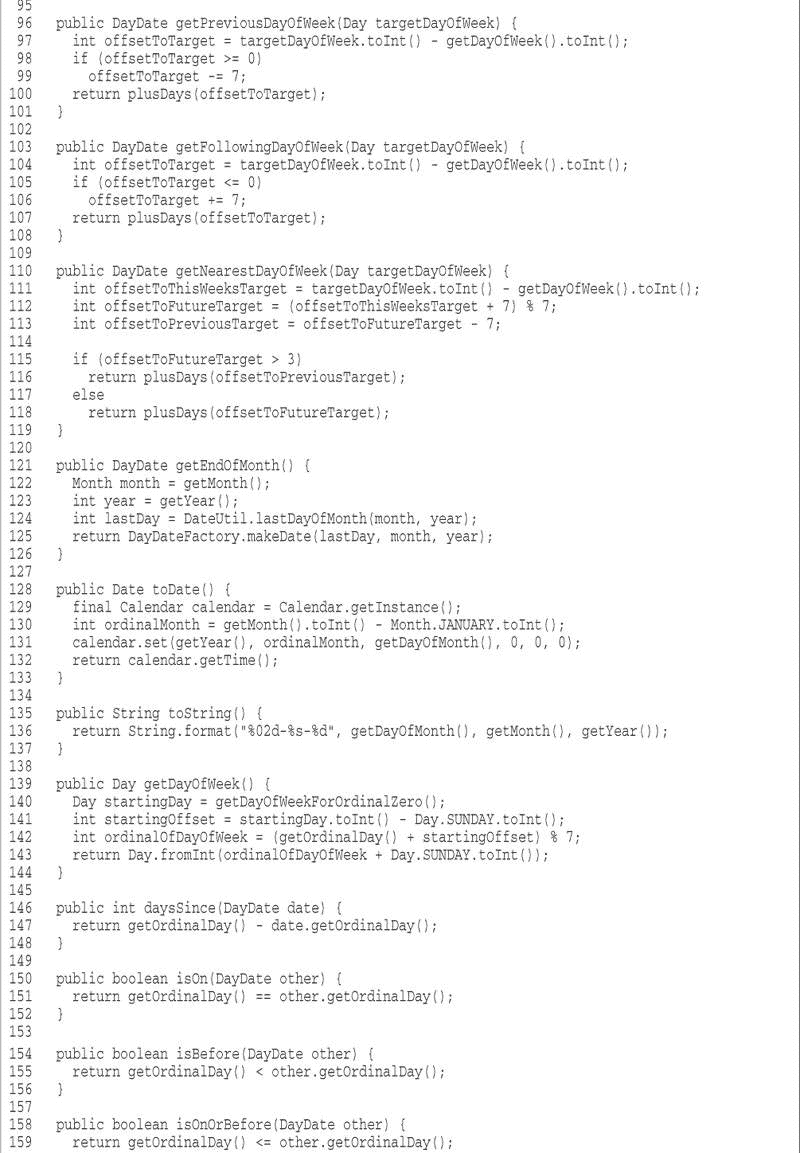 95
96 public DayDate getPreviousDayOfWeek(Day targetDayOfWeek) {
97 int offsetToTarget = targetDayOfWeek.toInt() - getDayOfWeek().toInt();
98 if (offsetToTarget >= 0)
99 offsetToTarget -= 7;
100 return plusDays(offsetToTarget);
101 }
102
103 public DayDate getFollowingDayOfWeek(Day targetDayOfWeek) {
104 int offsetToTarget = targetDayOfWeek.toInt() - getDayOfWeek().toInt();
105 if (offsetToTarget <= 0)
106 offsetToTarget += 7;
107 return plusDays(offsetToTarget);
108 }
109
110 public DayDate getNearestDayOfWeek(Day targetDayOfWeek) {
111 int offsetToThisWeeksTarget = targetDayOfWeek.toInt() - getDayOfWeek().toInt();
112 int offsetToFutureTarget = (offsetToThisWeeksTarget + 7) % 7;
113 int offsetToPreviousTarget = offsetToFutureTarget - 7;
114
115 if (offsetToFutureTarget > 3)
116 return plusDays(offsetToPreviousTarget);
117 else
118 return plusDays(offsetToFutureTarget);
119 }
120
121 public DayDate getEndOfMonth() {
122 Month month = getMonth();
123 int year = getYear();
124 int lastDay = DateUtil.lastDayOfMonth(month, year);
125 return DayDateFactory.makeDate(lastDay, month, year);
126 }
127
128 public Date toDate() {
129 final Calendar calendar = Calendar.getInstance();
130 int ordinalMonth = getMonth().toInt() - Month.JANUARY.toInt();
131 calendar.set(getYear(), ordinalMonth, getDayOfMonth(), 0, 0, 0);
132 return calendar.getTime();
133 }
134
135 public String toString() {
136 return String.format("%02d-%s-%d", getDayOfMonth(), getMonth(), getYear());
137 }
138
139 public Day getDayOfWeek() {
140 Day startingDay = getDayOfWeekForOrdinalZero();
141 int startingOffset = startingDay.toInt() - Day.SUNDAY.toInt();
142 int ordinalOfDayOfWeek = (getOrdinalDay() + startingOffset) % 7;
143 return Day.fromInt(ordinalOfDayOfWeek + Day.SUNDAY.toInt());
144 }
145
146 public int daysSince(DayDate date) {
147 return getOrdinalDay() - date.getOrdinalDay();
148 }
149
150 public boolean isOn(DayDate other) {
151 return getOrdinalDay() == other.getOrdinalDay();
152 }
153
154 public boolean isBefore(DayDate other) {
155 return getOrdinalDay() < other.getOrdinalDay();
156 }
157
158 public boolean isOnOrBefore(DayDate other) {
159 return getOrdinalDay() <= other.getOrdinalDay();